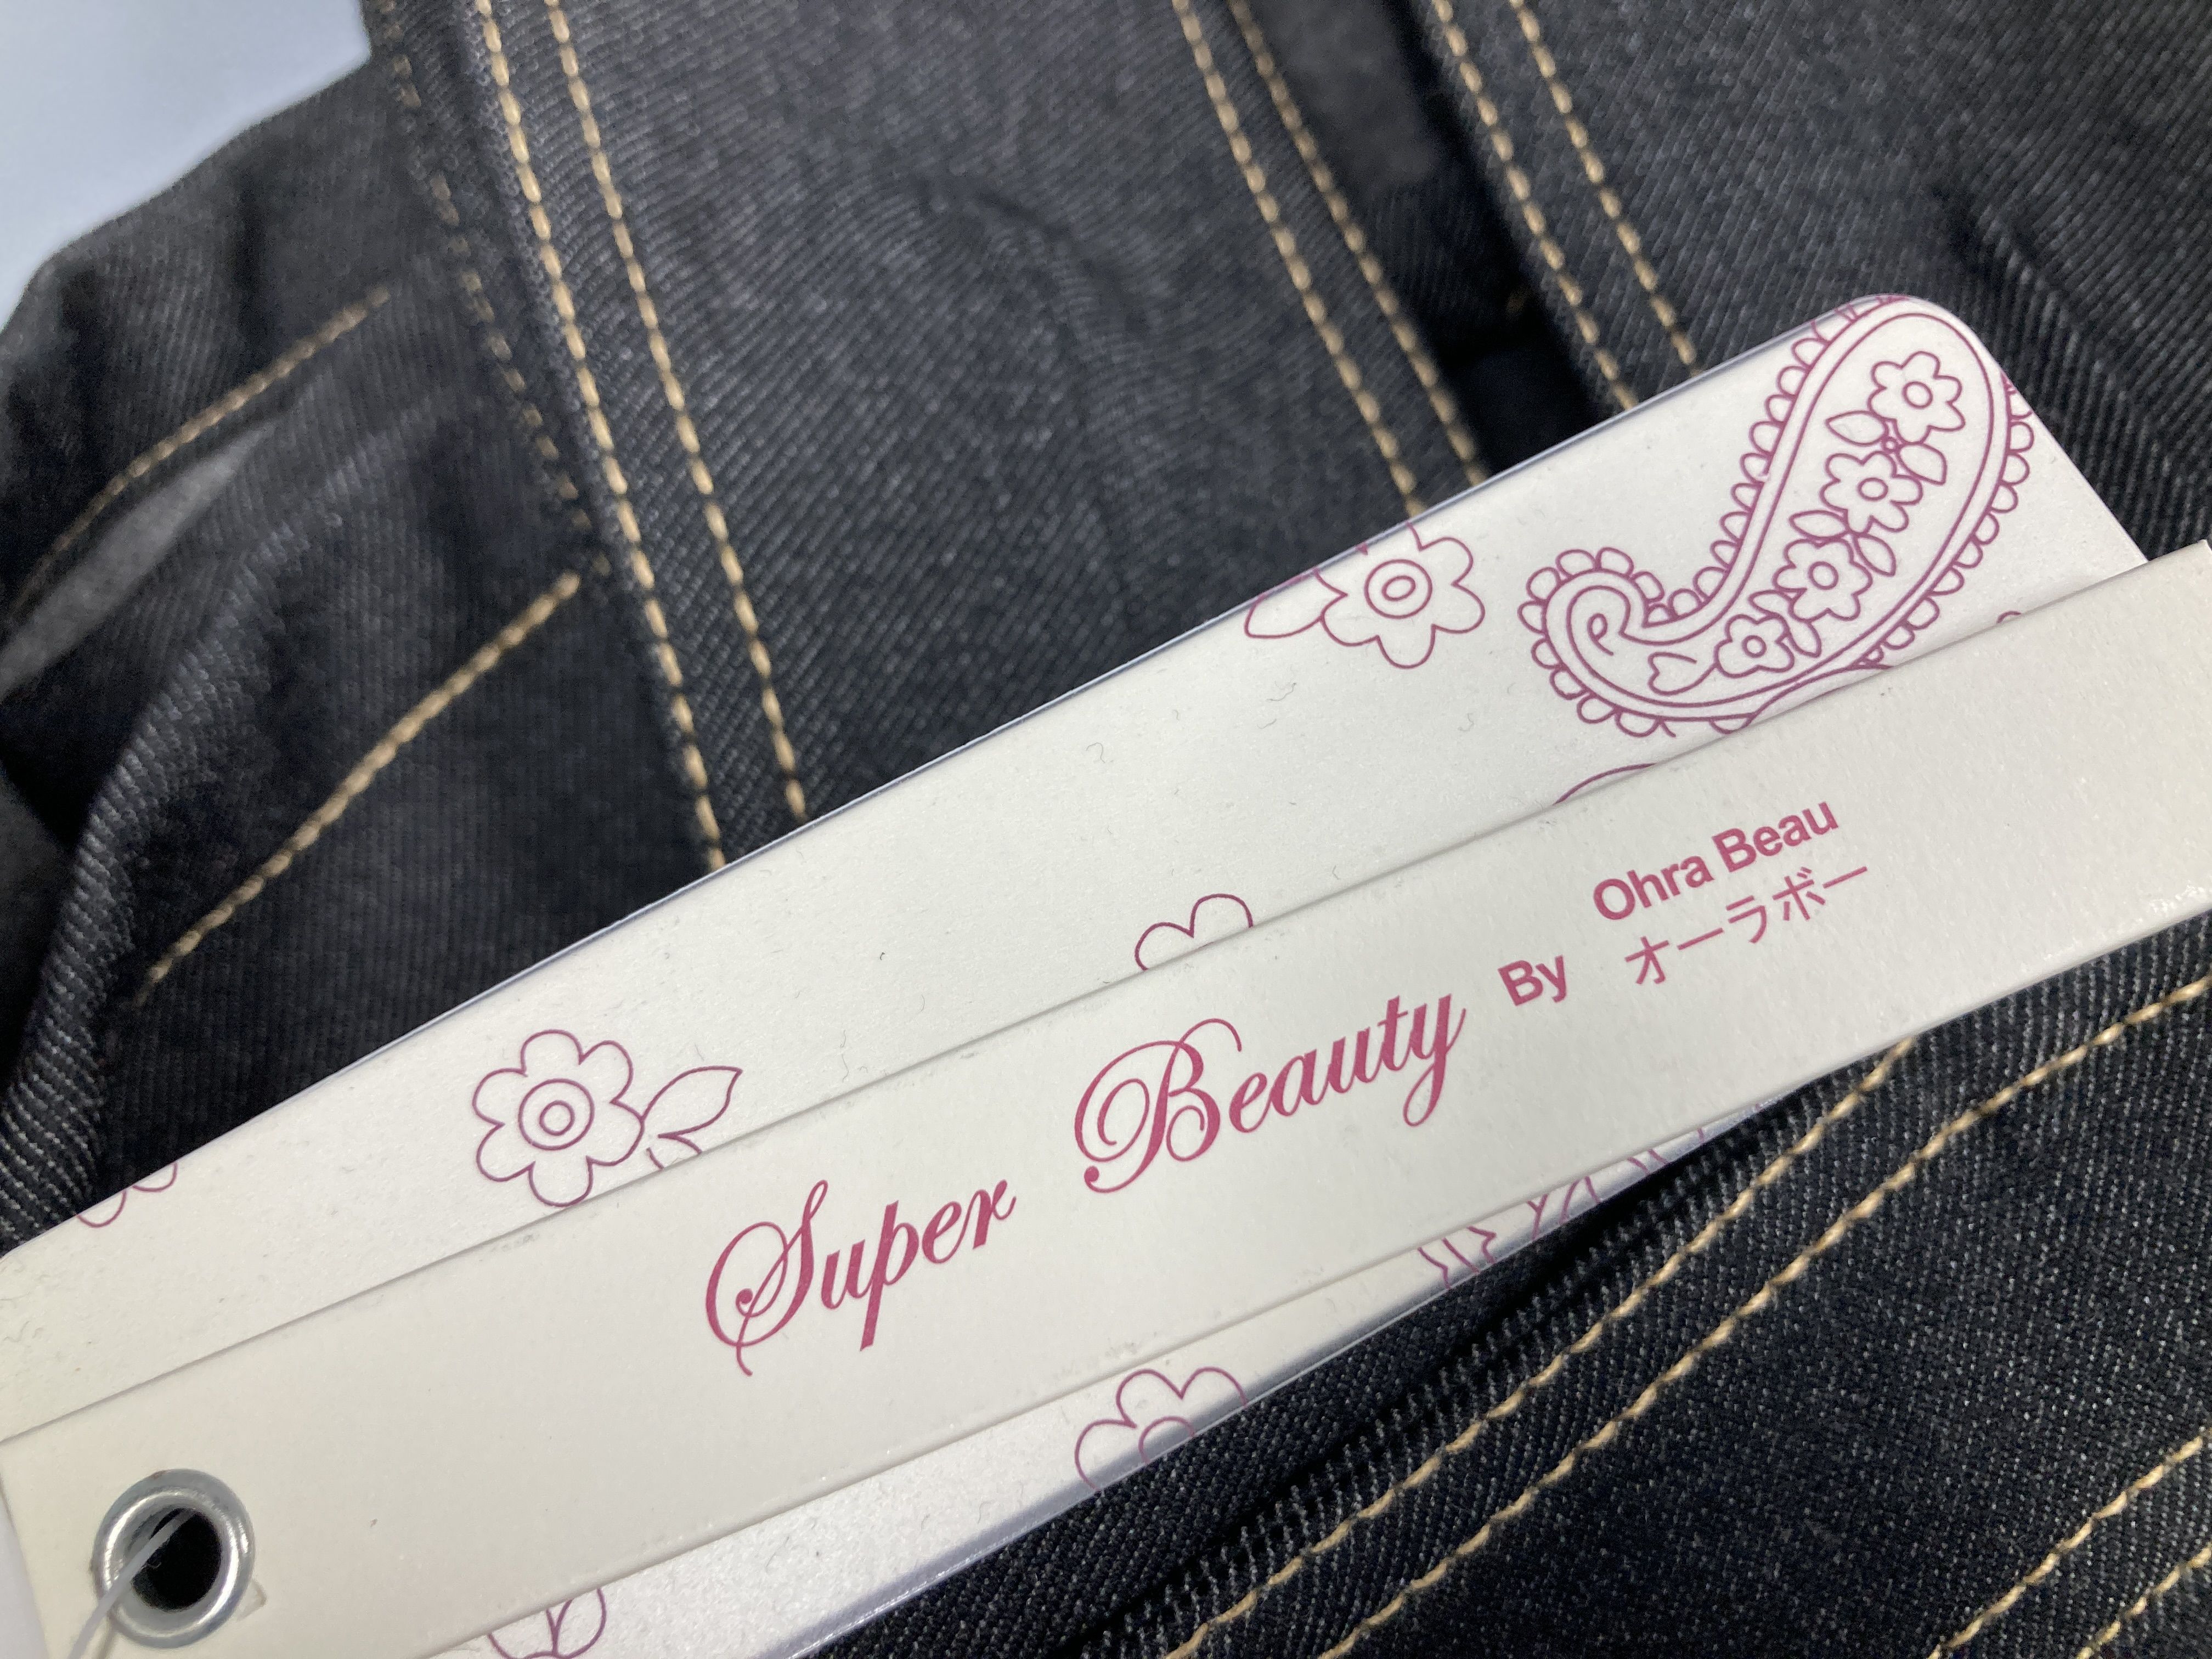 Super Beauty By
Ohra Beau
オーラボー